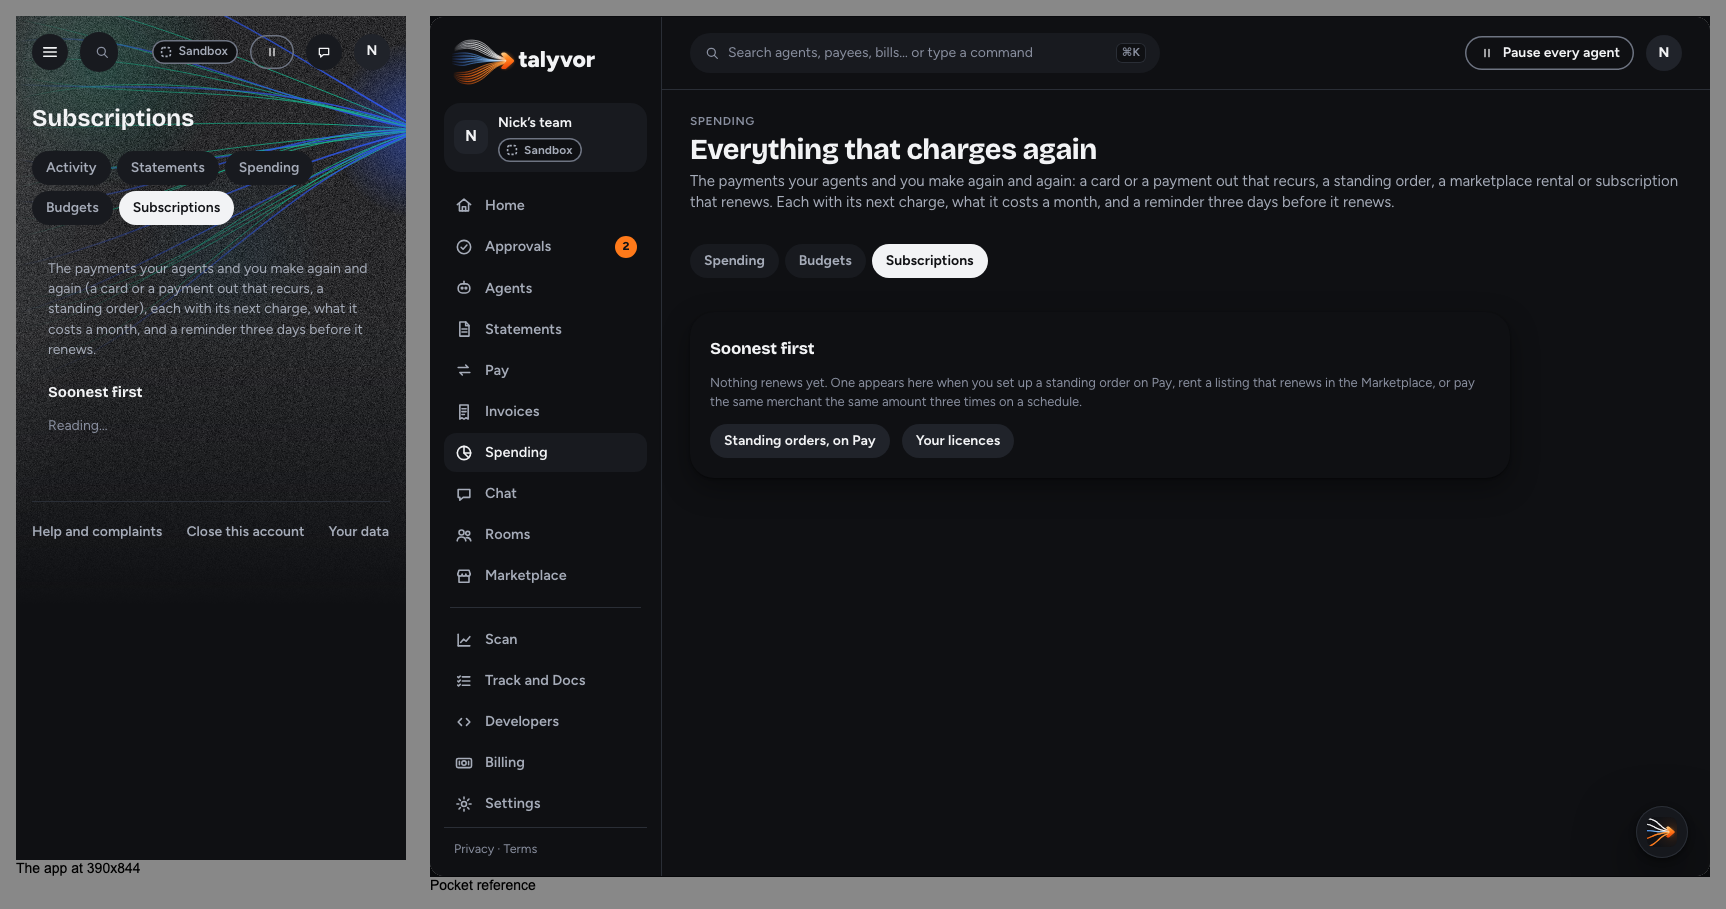 Sandbox
N
Subscriptions
Activity
Statements
Spending
Budgets
Subscriptions
The payments your agents and you make again and
again (a card or a payment out that recurs, a
standing order), each with its next charge, what it
costs a month, and a reminder three days before it
renews.
Soonest first
Reading...
Help and complaints
Close this account
Your data
The app at 390x844
talyvor
N
Nick's team
Sandbox
Home
Approvals
2
Agents
Statements
Pay
Invoices
Spending
Chat
Rooms
Marketplace
Scan
Track and Docs
Developers
Billing
Settings
Privacy · Terms
Search agents, payees, bills... or type a command
⌘K
Pause every agent
N
SPENDING
Everything that charges again
The payments your agents and you make again and again: a card or a payment out that recurs, a standing order, a marketplace rental or subscription
that renews. Each with its next charge, what it costs a month, and a reminder three days before it renews.
Spending
Budgets
Subscriptions
Soonest first
Nothing renews yet. One appears here when you set up a standing order on Pay, rent a listing that renews in the Marketplace, or pay
the same merchant the same amount three times on a schedule.
Standing orders, on Pay
Your licences
Pocket reference